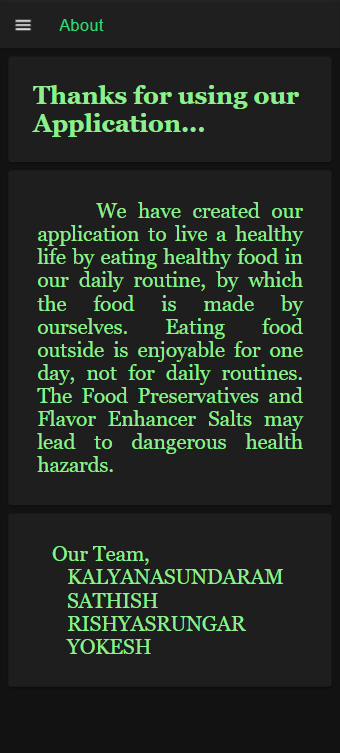 About
Thanks for using our
Application...
We have created our
application to live a healthy
life by eating healthy food in
our daily routine, by which
the food is made by
ourselves. Eating food
outside is enjoyable for one
day, not for daily routines.
The Food Preservatives and
Flavor Enhancer Salts may
lead to dangerous health
hazards.
Our Team,
KALYANASUNDARAM
SATHISH
RISHYASRUNGAR
YOKESH